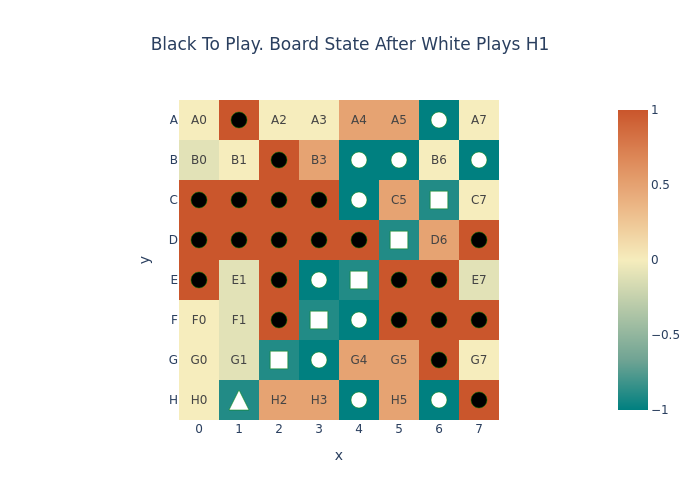 Black To Play. Board State After White Plays H1
A A0 A2 A3 A4 A5 A7
B B0 B1 B3 B6
C C5 C7
D D6
E E1 E7
F F0 F1
G G0 G1 G4 G5 G7
H H0 H2 H3 H5
0 1 2 3 4 5 6 7
x
y
1
0.5
0
−0.5
−1